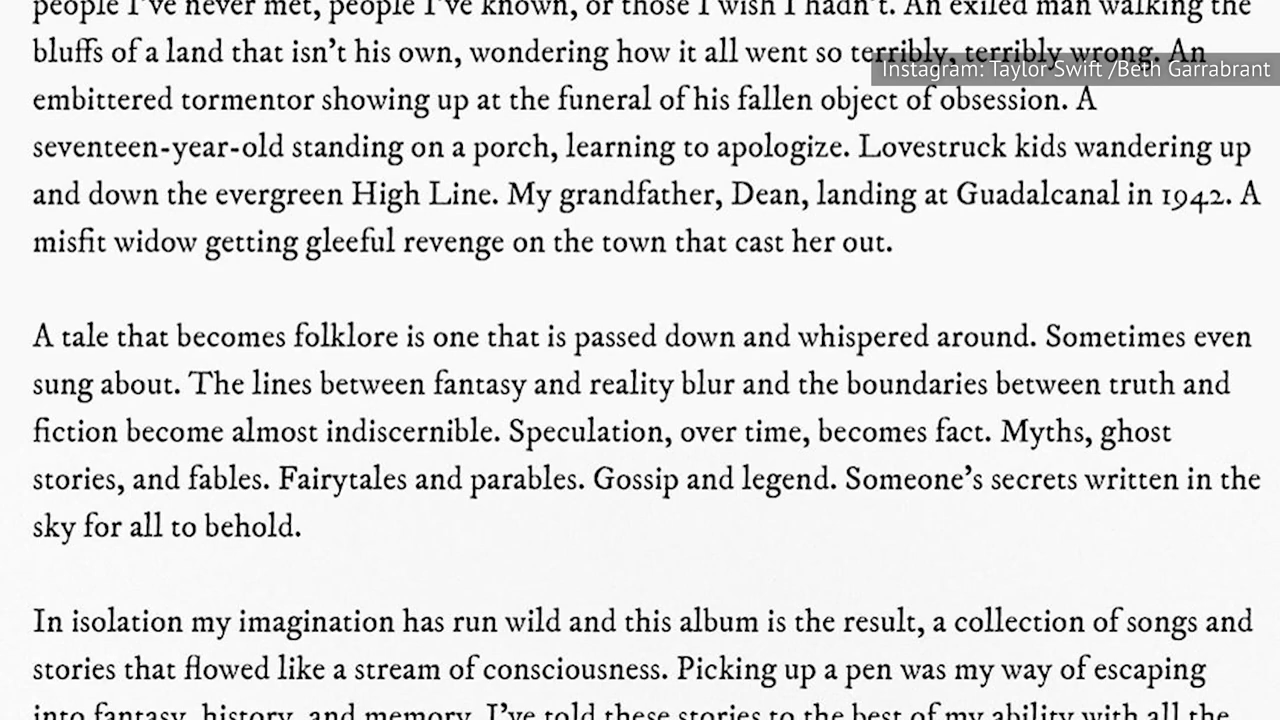 people I've never met, people I've known, or those I wish I hadn't. An exiled man walking the
bluffs of a land that isn't his own, wondering how it all went so terribly, terribly wrong. An
Instagram: Taylor Swift /Beth Garrabrant
embittered tormentor showing up at the funeral of his fallen object of obsession. A
seventeen-year-old standing on a porch, learning to apologize. Lovestruck kids wandering up
and down the evergreen High Line. My grandfather, Dean, landing at Guadalcanal in 1942. A
misfit widow getting gleeful revenge on the town that cast her out.
A tale that becomes folklore is one that is passed down and whispered around. Sometimes even
sung about. The lines between fantasy and reality blur and the boundaries between truth and
fiction become almost indiscernible. Speculation, over time, becomes fact. Myths, ghost
stories, and fables. Fairytales and parables. Gossip and legend. Someone's secrets written in the
sky for all to behold.
In isolation my imagination has run wild and this album is the result, a collection of songs and
stories that flowed like a stream of consciousness. Picking up a pen was my way of escaping
into fantasy, history, and memory. I've told these stories to the best of my ability with all the